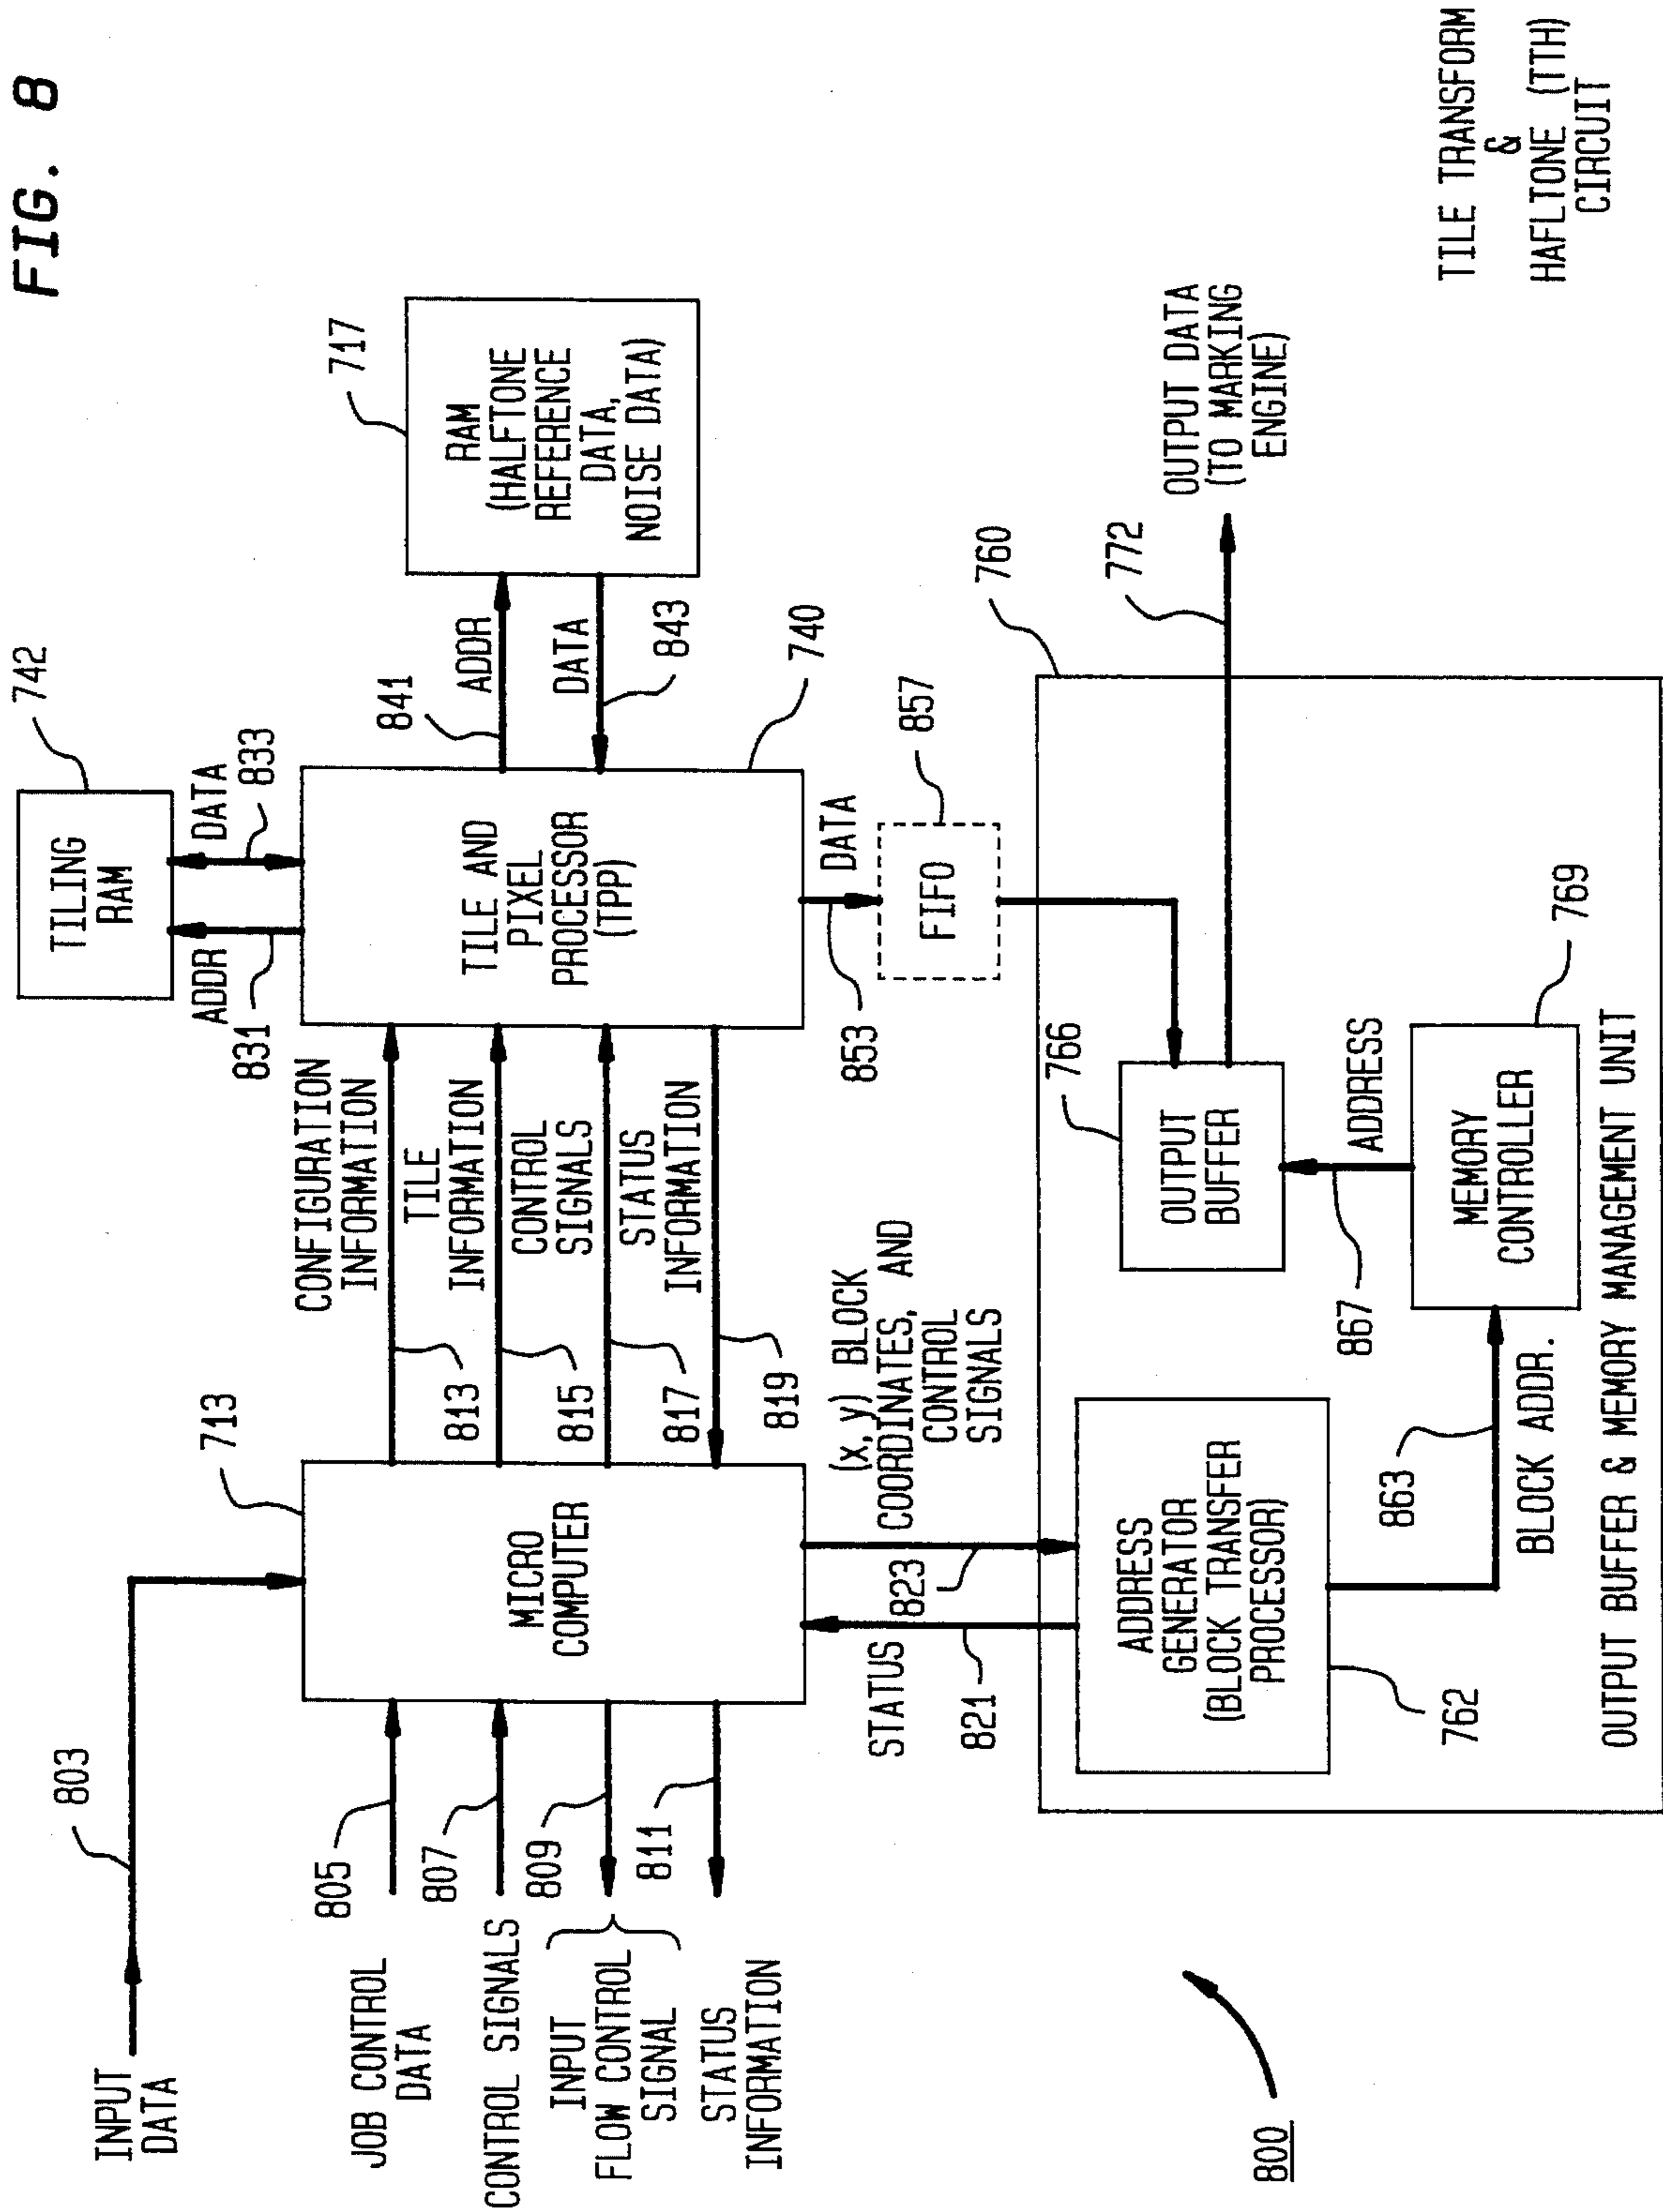 FIG. 8
INPUT
DATA
803
713
742
TILING
RAM
ADDR
831
DATA
833
717
RAM
(HALFTONE
REFERENCE
DATA,
NOISE DATA)
JOB CONTROL
DATA
805
CONTROL SIGNALS
807
INPUT
FLOW CONTROL
SIGNAL
809
STATUS
INFORMATION
811
MICRO
COMPUTER
CONFIGURATION
INFORMATION
813
TILE
INFORMATION
815
CONTROL
SIGNALS
817
STATUS
INFORMATION
819
TILE AND
PIXEL
PROCESSOR
(TPP)
841
ADDR
DATA
843
740
STATUS
821
823
(x,y) BLOCK
COORDINATES, AND
CONTROL
SIGNALS
853
DATA
FIFO
857
760
ADDRESS
GENERATOR
(BLOCK TRANSFER
PROCESSOR)
762
766
OUTPUT
BUFFER
772
OUTPUT DATA
(TO MARKING
ENGINE)
867
ADDRESS
863
BLOCK ADDR.
MEMORY
CONTROLLER
769
OUTPUT BUFFER & MEMORY MANAGEMENT UNIT
800
TILE TRANSFORM
&
HAFLTONE (TTH)
CIRCUIT